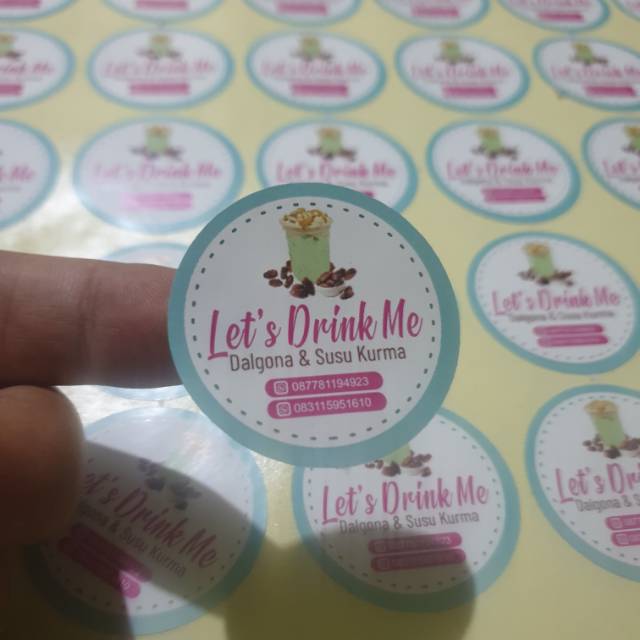 Let's Drink Me
Dalgona & Susu Kurma
087781194923
083115951610